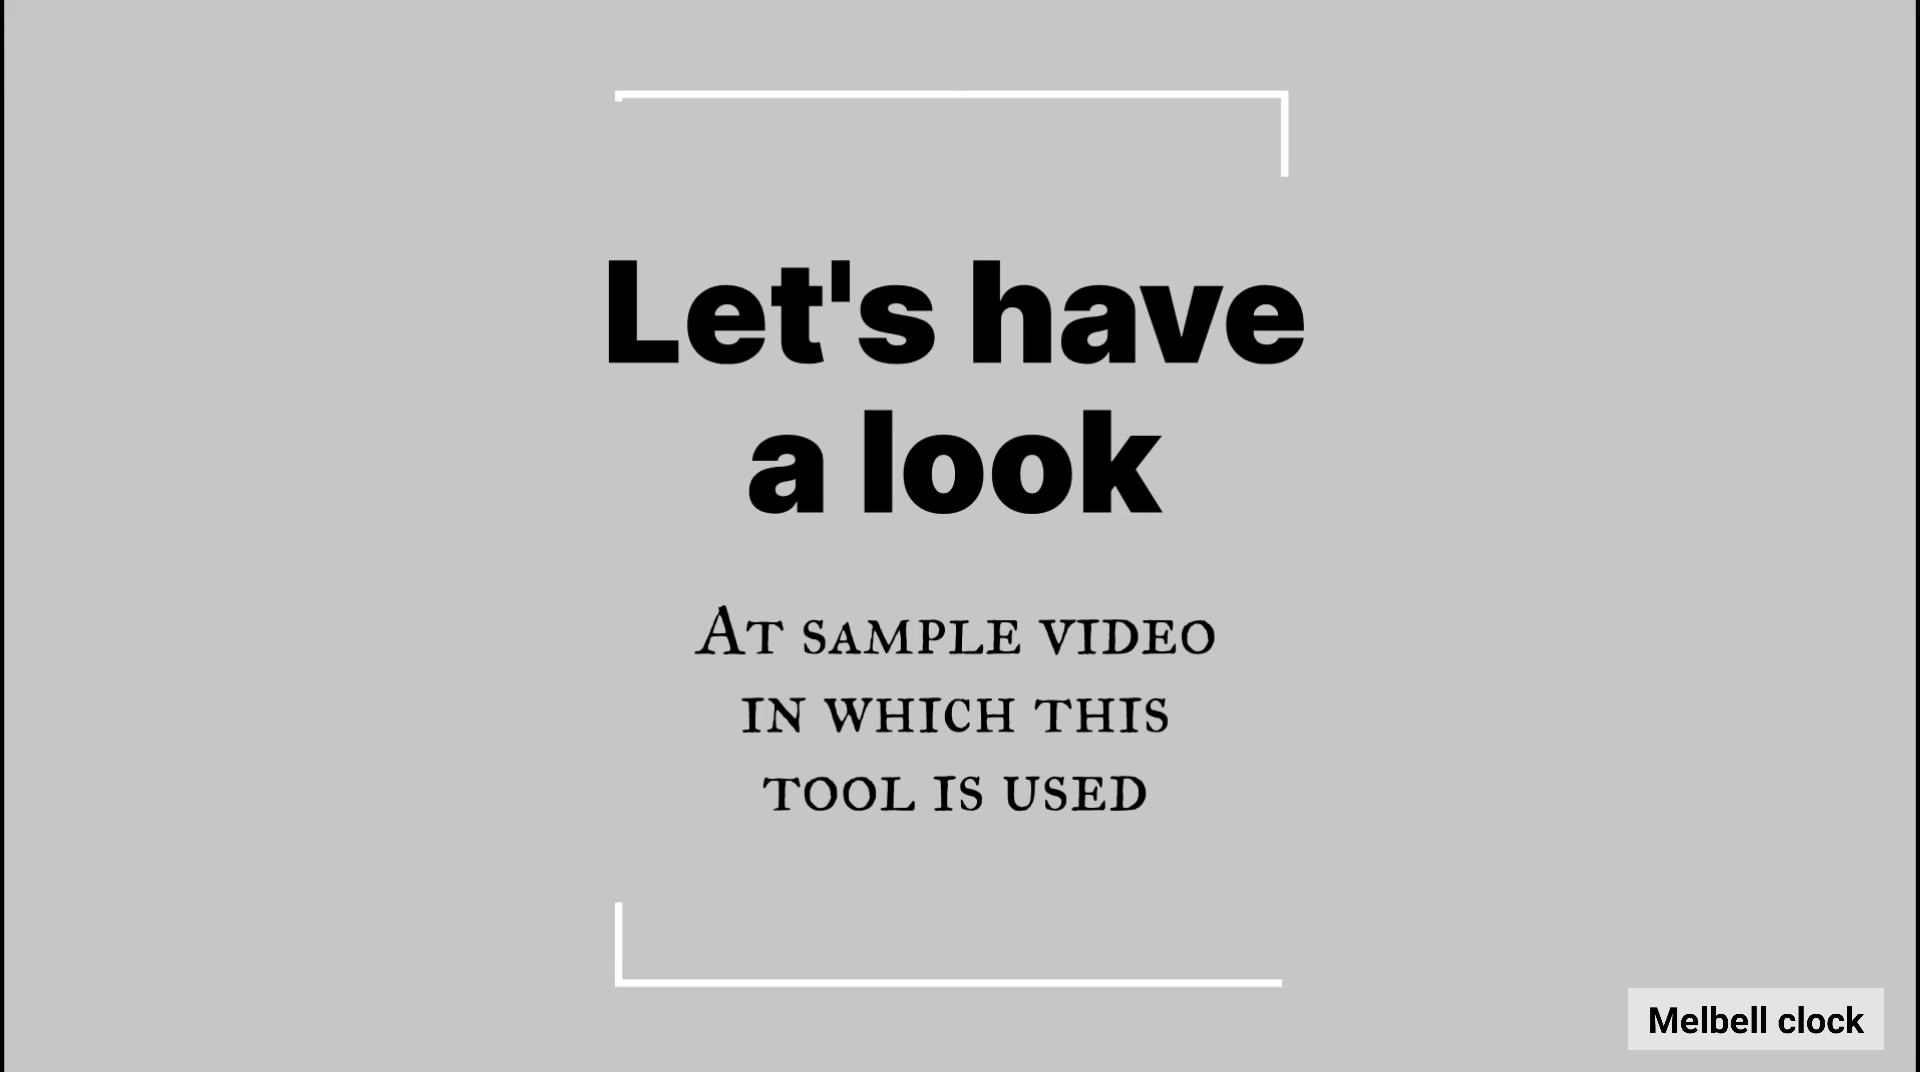 Let's have
a look
At sample video
in which this
tool is used
Melbell clock